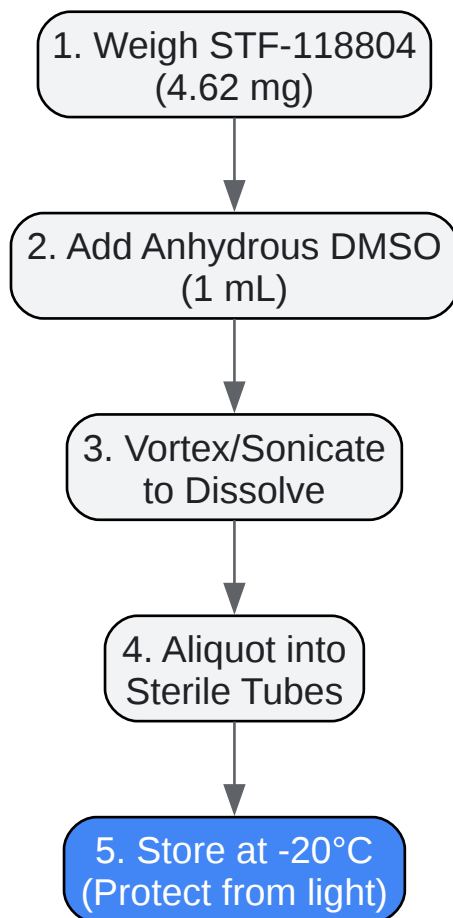 1. Weigh STF-118804
(4.62 mg)
2. Add Anhydrous DMSO
(1 mL)
3. Vortex/Sonicate
to Dissolve
4. Aliquot into
Sterile Tubes
5. Store at -20°C
(Protect from light)